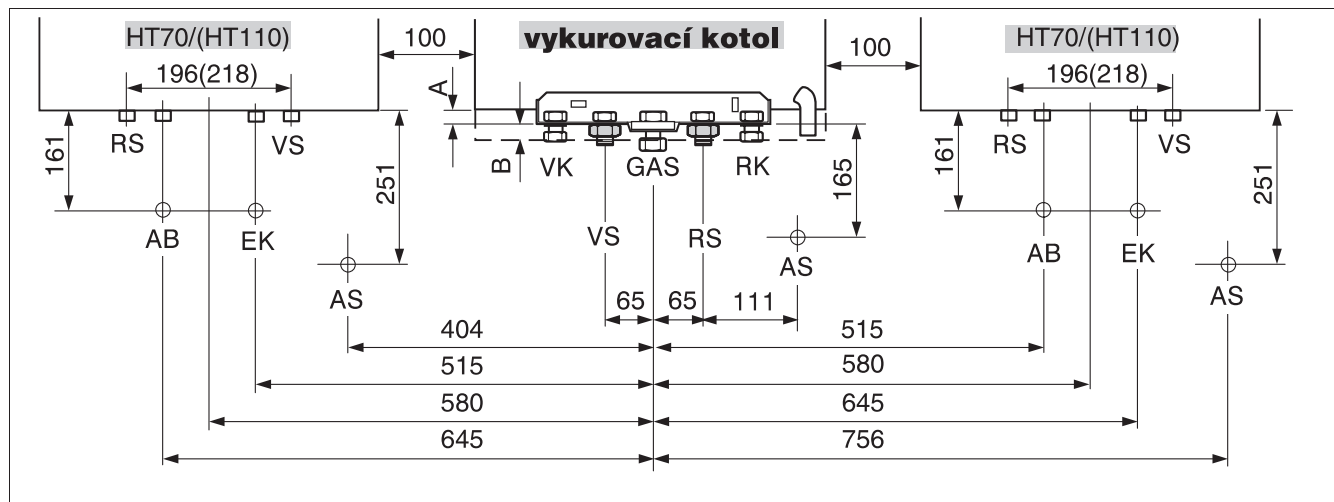 HT70/(HT110)
100
vykurovací kotol
100
HT70/(HT110)
196(218)
A
196(218)
RS
VS
161
251
B
VK
GAS
RK
165
RS
VS
161
251
AB
EK
VS
RS
AS
AB
EK
AS
AS
65
65
111
404
515
515
580
580
645
645
756